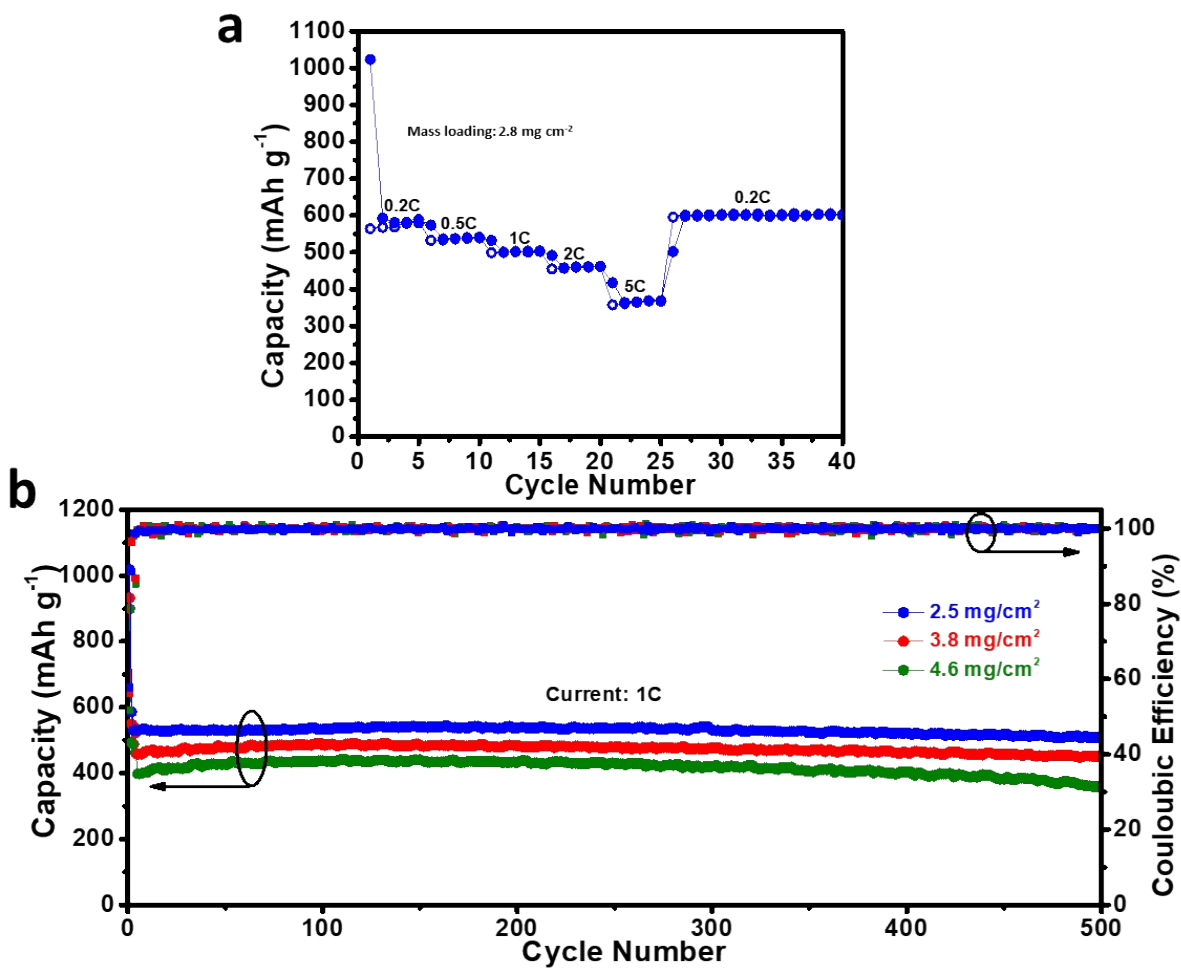 a
1100
1000
900
800
700
600
500
400
300
200
100
0
Capacity (mAh g⁻¹)
Mass loading: 2.8 mg cm⁻²
0.2C
0.5C
1C
2C
5C
0.2C
0 5 10 15 20 25 30 35 40
Cycle Number
b
1200
1000
800
600
400
200
0
Capacity (mAh g⁻¹)
2.5 mg/cm²
3.8 mg/cm²
4.6 mg/cm²
Current: 1C
100
80
60
40
20
0
Couloubic Efficiency (%)
0 100 200 300 400 500
Cycle Number